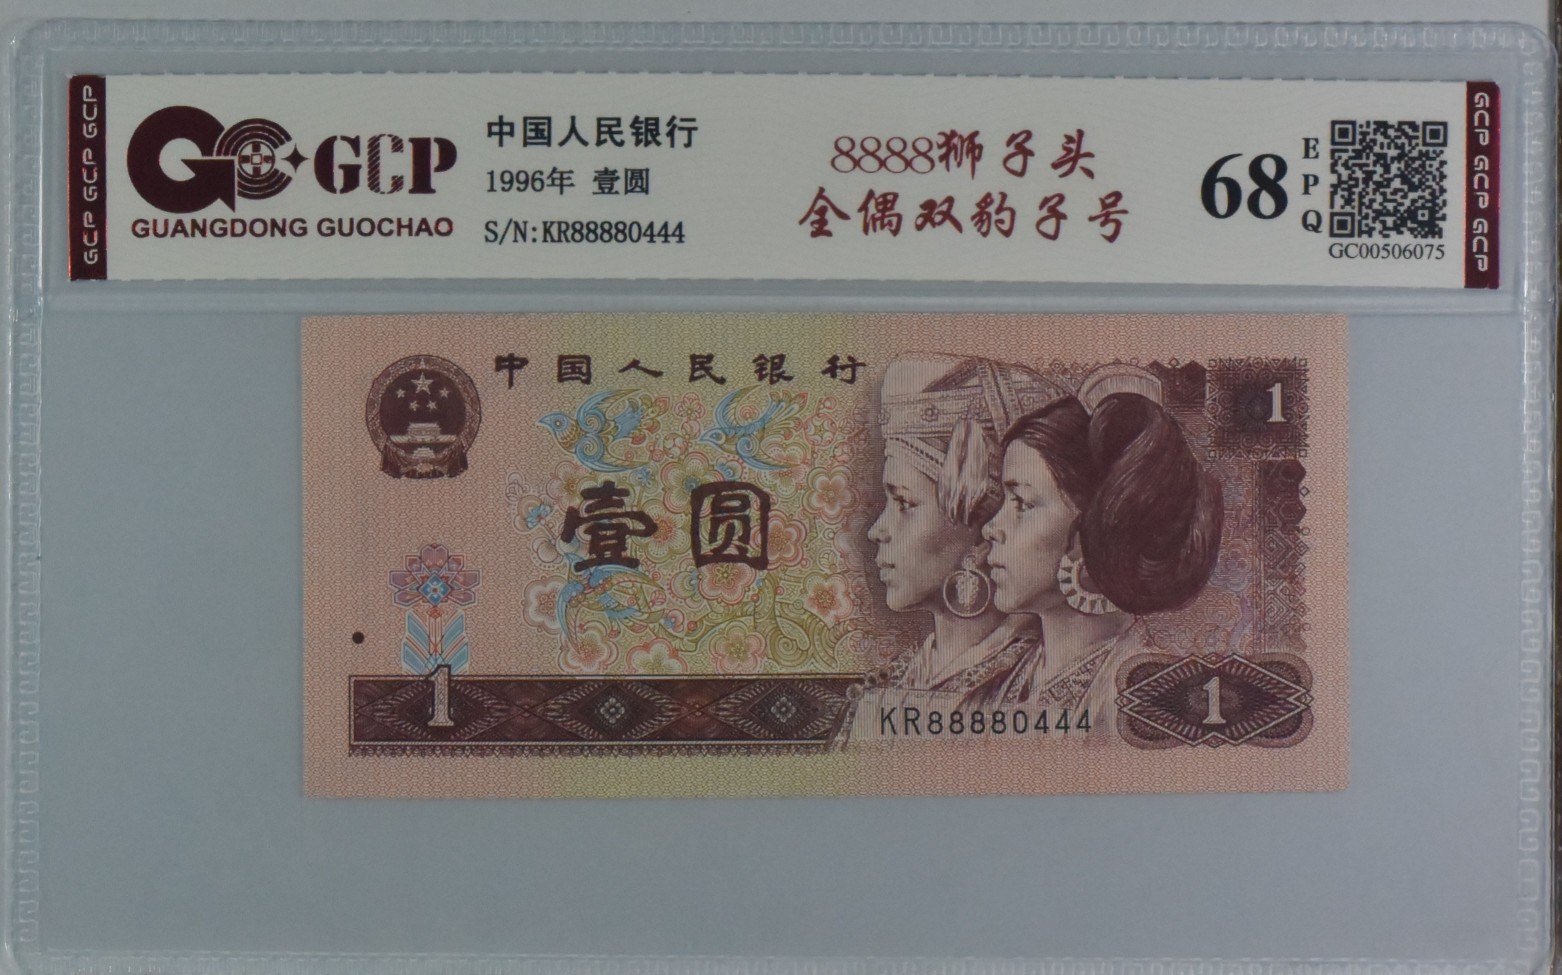 GCP GCP GCP
GCP
GUANGDONG GUOCHAO
中国人民银行
1996年 壹圆
S/N:KR88880444
8888狮子头
全偶双豹子号
68
EPQ
GC00506075
GCP GCP GCP
中国人民银行
1
壹圆
1
KR88880444
1